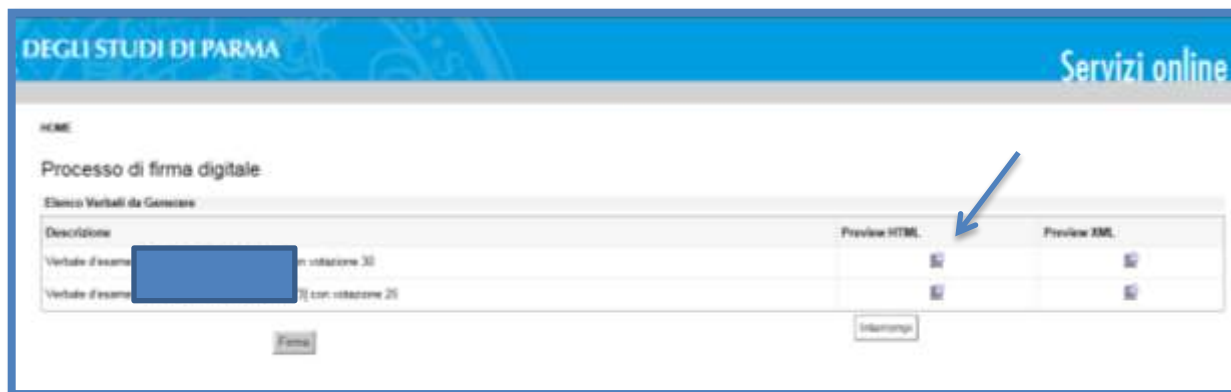 DEGLI STUDI DI PARMA
Servizi online
HOME
Processo di firma digitale
Elenco Verbali da Generare
Descrizione Preview HTML Preview XML
Verbale d'esame n votazione 30
Verbale d'esame con votazione 25
Firma Interrompi